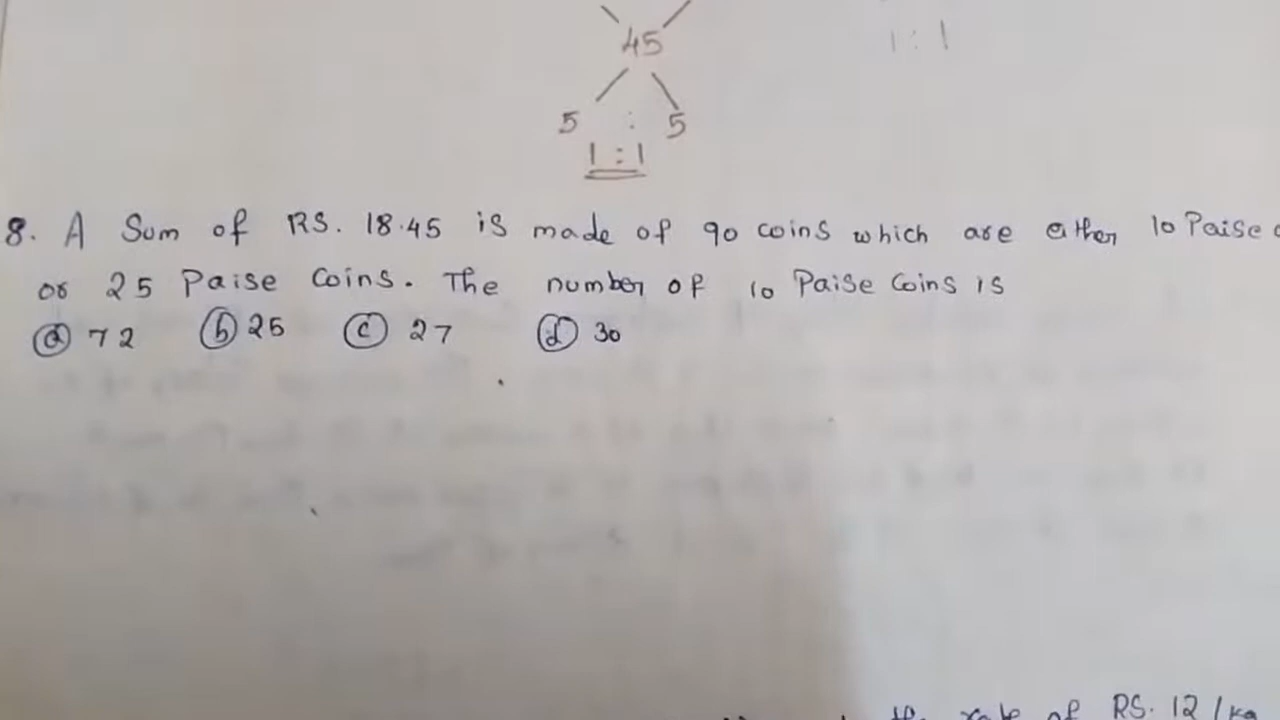 45
5 : 5
1 : 1
1 : 1
8. A Sum of RS. 18.45 is made of 90 coins which are either 10 Paise
or 25 Paise Coins. The number of 10 Paise Coins is
(a) 72 (b) 25 (c) 27 (d) 30
rate of RS. 12 / kg